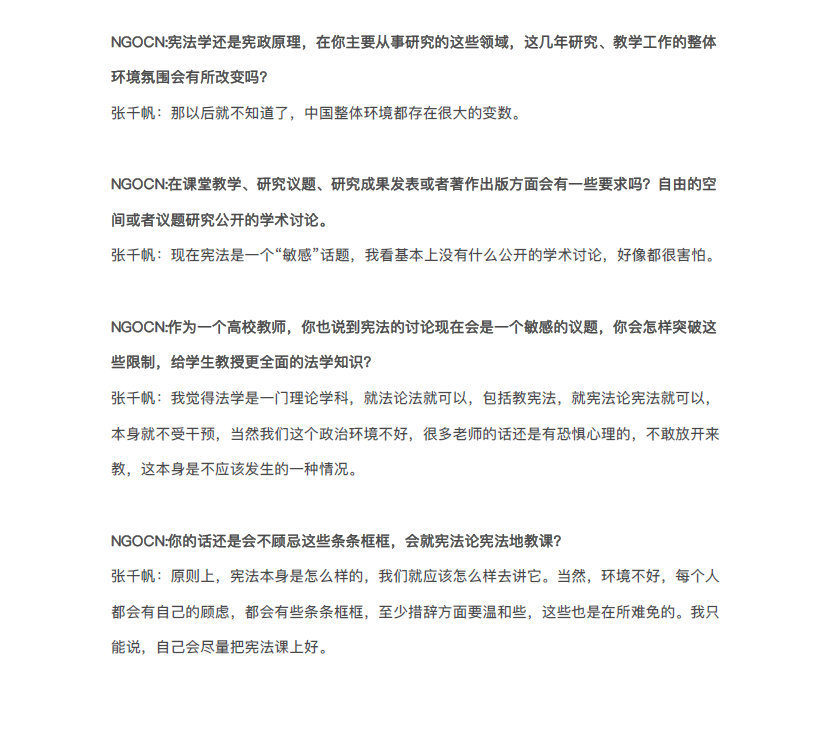 NGOCN:宪法学还是宪政原理，在你主要从事研究的这些领域，这几年研究、教学工作的整体
环境氛围会有所改变吗？
张千帆：那以后就不知道了，中国整体环境都存在很大的变数。
NGOCN:在课堂教学、研究议题、研究成果发表或者著作出版方面会有一些要求吗？自由的空
间或者议题研究公开的学术讨论。
张千帆：现在宪法是一个“敏感”话题，我看基本上没有什么公开的学术讨论，好像都很害怕。
NGOCN:作为一个高校教师，你也说到宪法的讨论现在会是一个敏感的议题，你会怎样突破这
些限制，给学生教授更全面的法学知识？
张千帆：我觉得法学是一门理论学科，就法论法就可以，包括教宪法，就宪法论宪法就可以，
本身就不受干预，当然我们这个政治环境不好，很多老师的话还是有恐惧心理的，不敢放开来
教，这本身是不应该发生的一种情况。
NGOCN:你的话还是会不顾忌这些条条框框，会就宪法论宪法地教课？
张千帆：原则上，宪法本身是怎么样的，我们就应该怎么样去讲它。当然，环境不好，每个人
都会有自己的顾虑，都会有些条条框框，至少措辞方面要温和些，这些也是在所难免的。我只
能说，自己会尽量把宪法课上好。